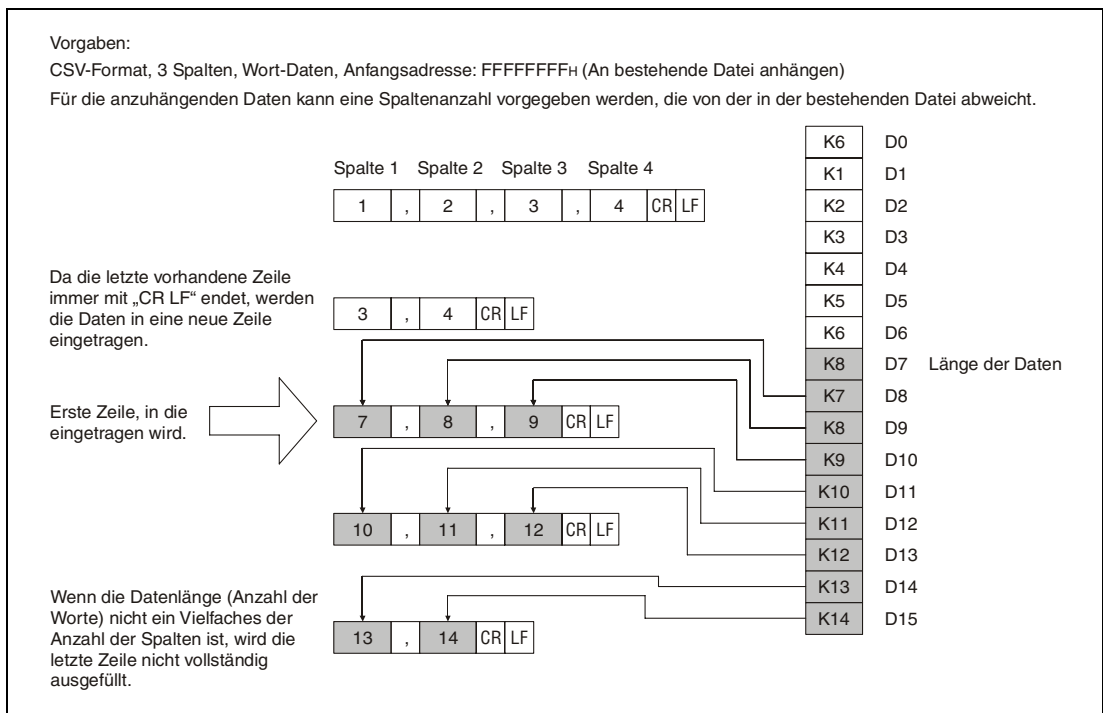 Vorgaben:
CSV-Format, 3 Spalten, Wort-Daten, Anfangsadresse: FFFFFFFFH (An bestehende Datei anhängen)
Für die anzuhängenden Daten kann eine Spaltenanzahl vorgegeben werden, die von der in der bestehenden Datei abweicht.
Spalte 1 Spalte 2 Spalte 3 Spalte 4
1 , 2 , 3 , 4 CR LF
Da die letzte vorhandene Zeile
immer mit „CR LF“ endet, werden
die Daten in eine neue Zeile
eingetragen.
3 , 4 CR LF
Erste Zeile, in die
eingetragen wird.
7 , 8 , 9 CR LF
10 , 11 , 12 CR LF
Wenn die Datenlänge (Anzahl der
Worte) nicht ein Vielfaches der
Anzahl der Spalten ist, wird die
letzte Zeile nicht vollständig
ausgefüllt.
13 , 14 CR LF
K6 D0
K1 D1
K2 D2
K3 D3
K4 D4
K5 D5
K6 D6
K8 D7 Länge der Daten
K7 D8
K8 D9
K9 D10
K10 D11
K11 D12
K12 D13
K13 D14
K14 D15